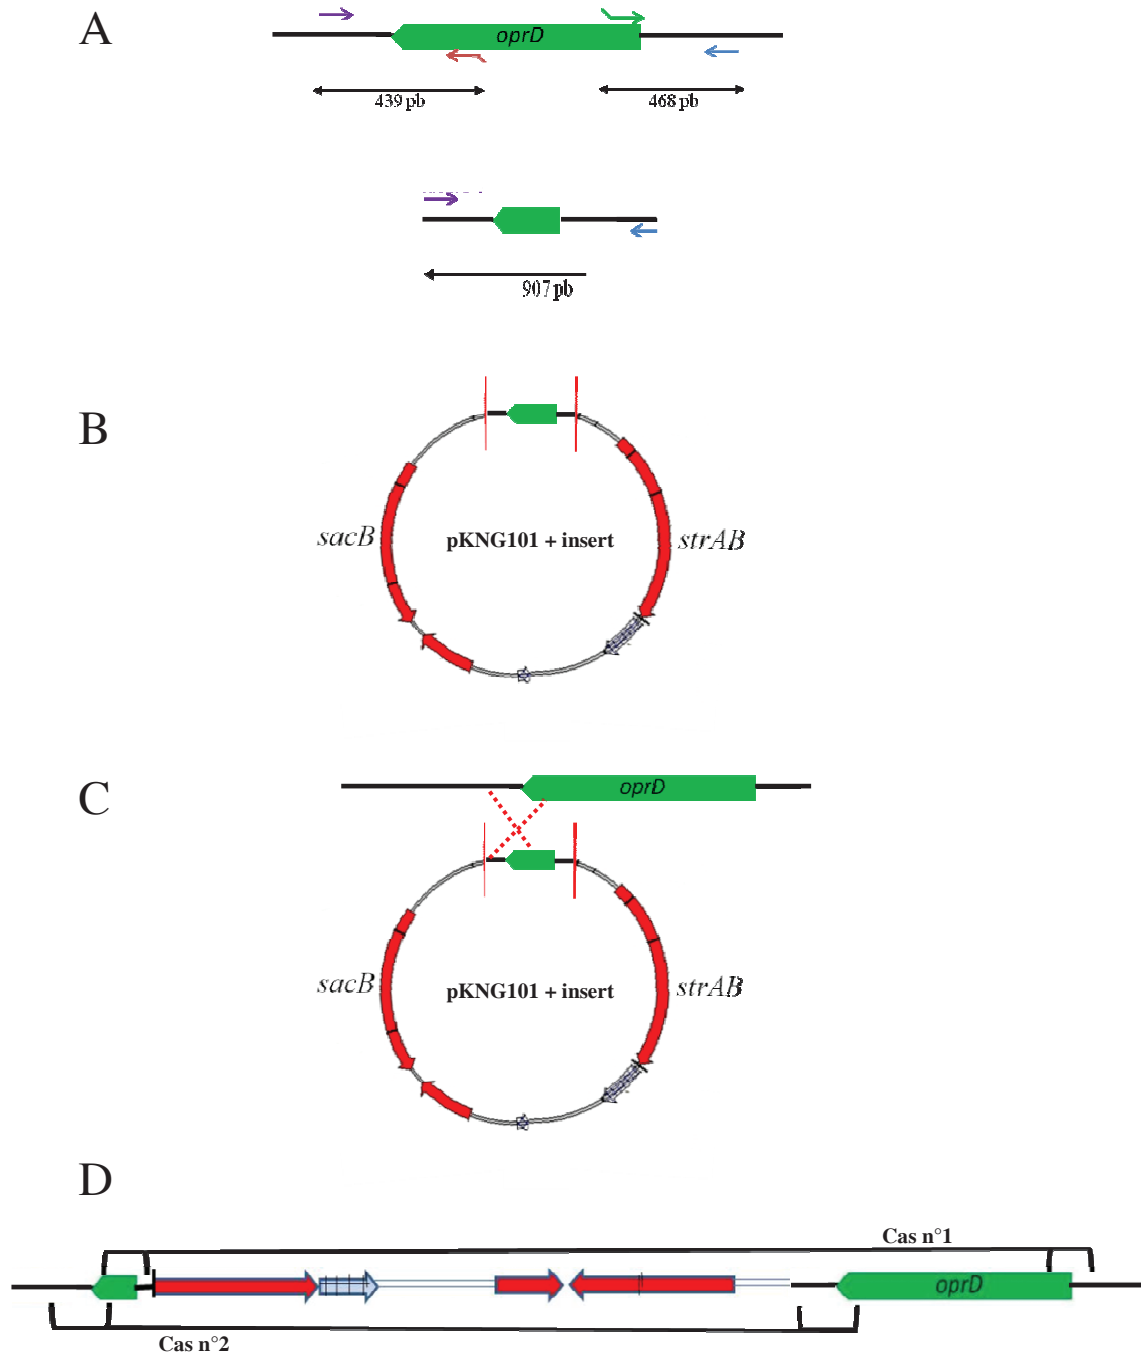 A
oprD
439 pb
468 pb
907 pb
B
sacB
pKNG101 + insert
strAB
C
oprD
sacB
pKNG101 + insert
strAB
D
Cas n°1
oprD
Cas n°2